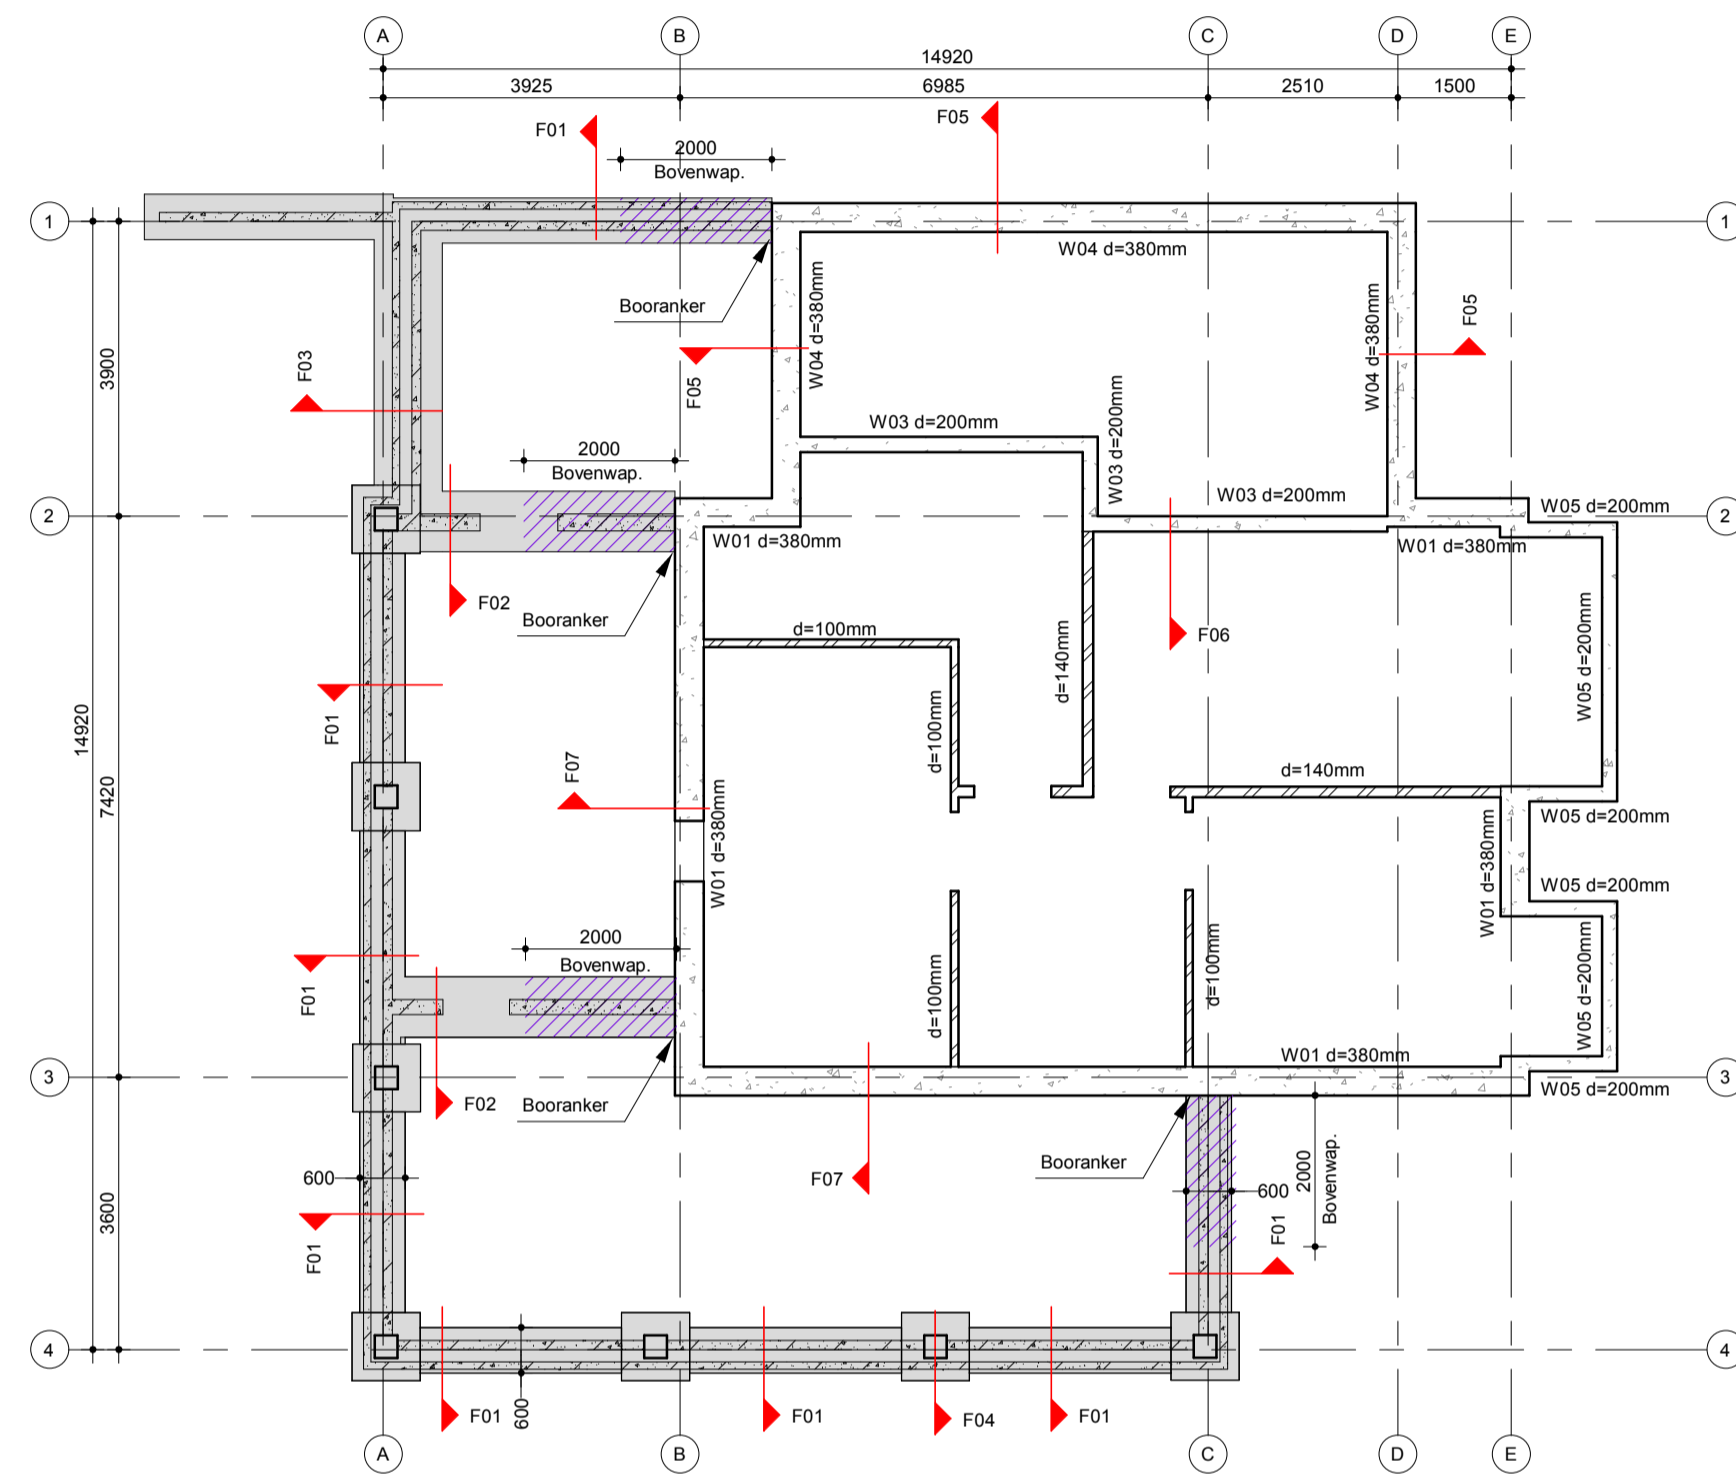 A
B
C
D
E
14920
3925
6985
2510
1500
F01
F05
2000
Bovenwap.
1
1
W04 d=380mm
Booranker
W04 d=380mm
W04 d=380mm
F05
F05
3900
F03
W03 d=200mm
W03 d=200mm
2000
Bovenwap.
W03 d=200mm
W05 d=200mm
2
2
W01 d=380mm
W01 d=380mm
F02
Booranker
d=100mm
d=140mm
F06
W05 d=200mm
F01
14920
7420
F07
d=100mm
d=140mm
W01 d=380mm
W05 d=200mm
W01 d=380mm
W05 d=200mm
2000
Bovenwap.
F01
d=100mm
d=100mm
W05 d=200mm
W01 d=380mm
3
3
W05 d=200mm
F02
Booranker
Booranker
F07
600
600
2000
Bovenwap.
3600
F01
F01
4
4
F01
600
F01
F04
F01
A
B
C
D
E